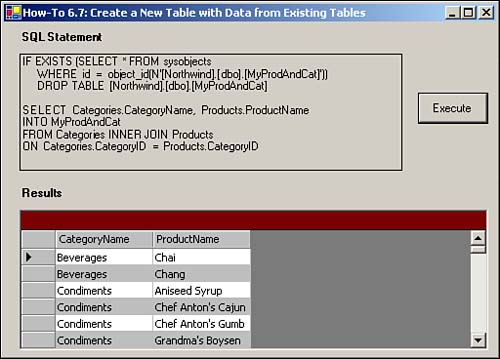 How-To 6.7: Create a New Table with Data from Existing Tables
SQL Statement
IF EXISTS (SELECT * FROM sysobjects
WHERE id = object_id(N'[Northwind].[dbo].[MyProdAndCat]'))
DROP TABLE [Northwind].[dbo].[MyProdAndCat]
SELECT Categories.CategoryName, Products.ProductName
INTO MyProdAndCat
FROM Categories INNER JOIN Products
ON Categories.CategoryID = Products.CategoryID
Execute
Results
CategoryName ProductName
Beverages Chai
Beverages Chang
Condiments Aniseed Syrup
Condiments Chef Anton's Cajun
Condiments Chef Anton's Gumb
Condiments Grandma's Boysen